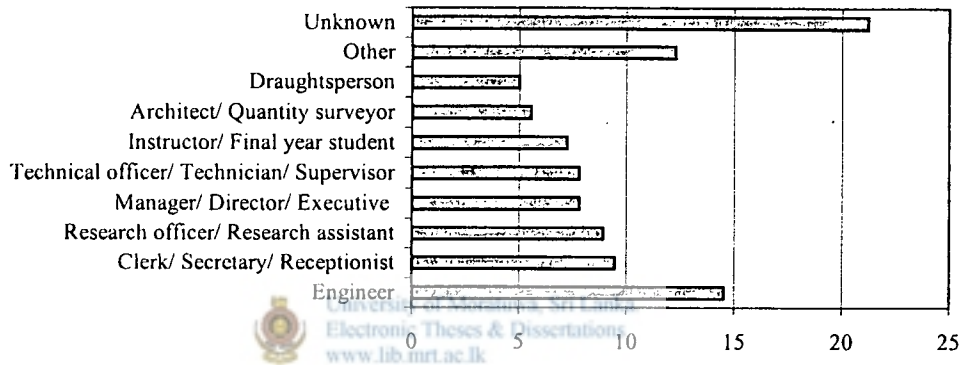 Unknown
Other
Draughtsperson
Architect/ Quantity surveyor
Instructor/ Final year student
Technical officer/ Technician/ Supervisor
Manager/ Director/ Executive
Research officer/ Research assistant
Clerk/ Secretary/ Receptionist
Engineer
University of Moratuwa, Sri Lanka.
Electronic Theses & Dissertations
www.lib.mrt.ac.lk
0 5 10 15 20 25